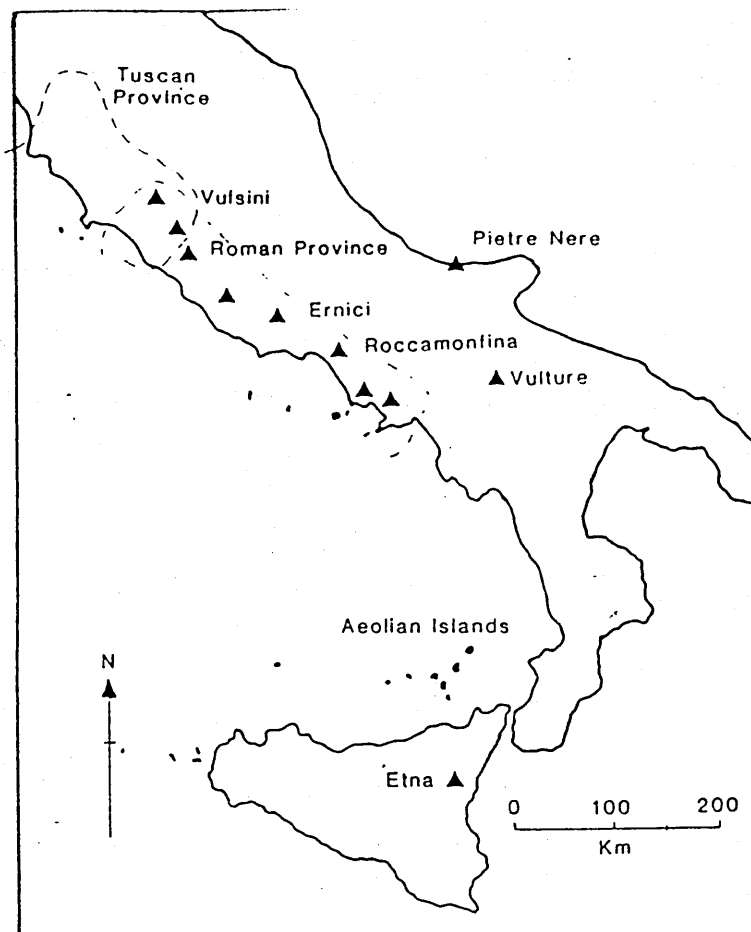 Tuscan
Province
Vulsini
Roman Province
Pietre Nere
Ernici
Roccamonfina
Vulture
Aeolian Islands
N
Etna
0 100 200
Km